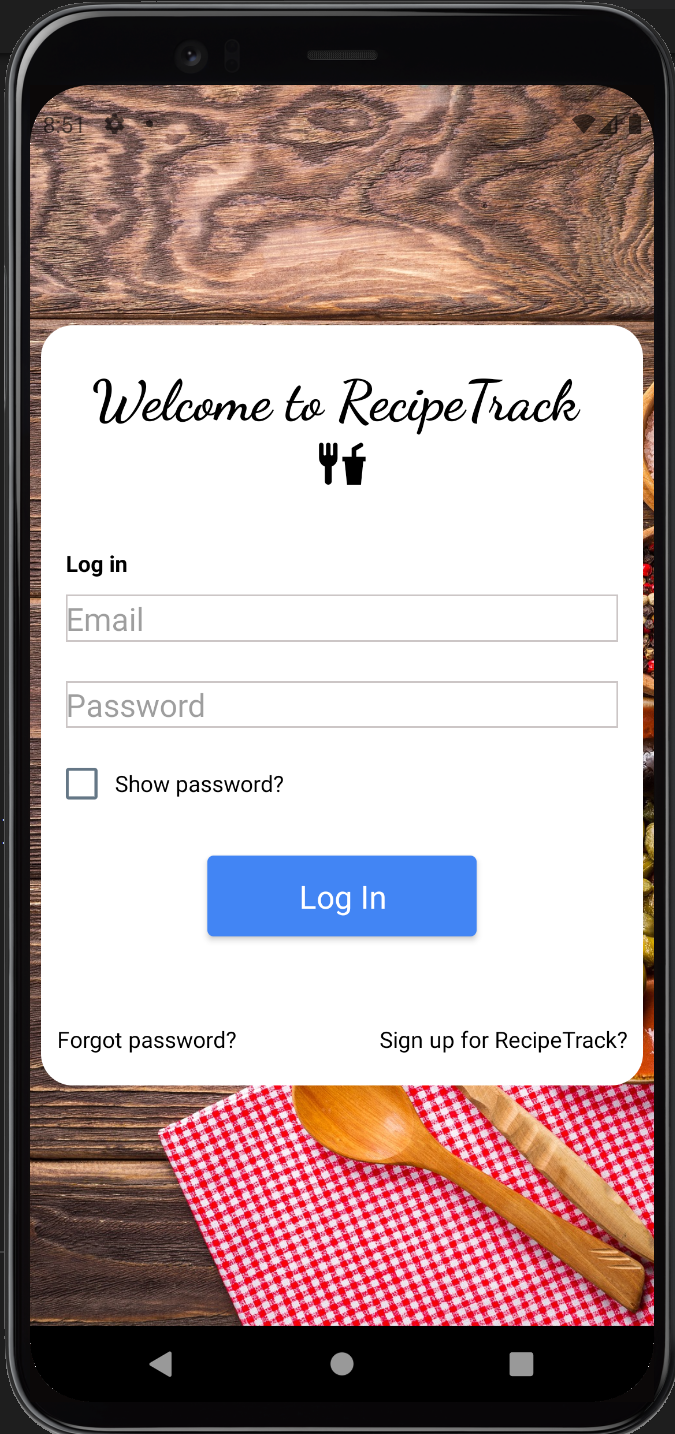 8:51
Welcome to RecipeTrack
Log in
Email
Password
Show password?
Log In
Forgot password?
Sign up for RecipeTrack?